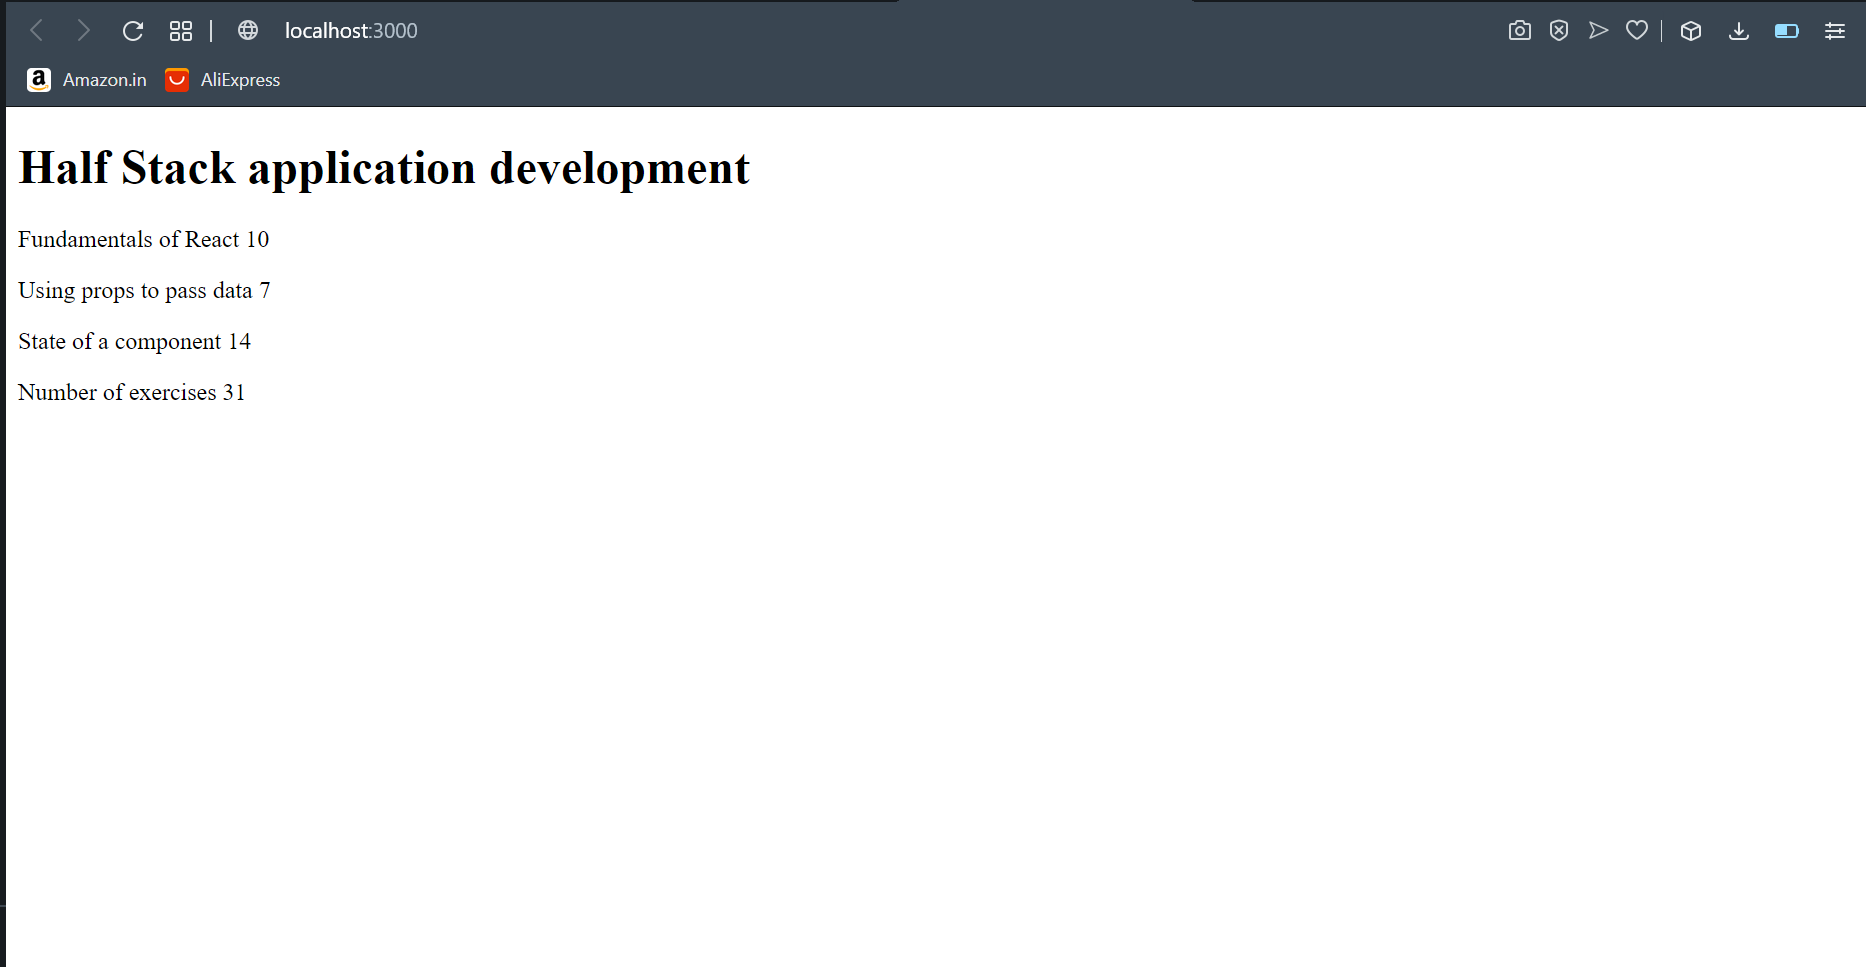 localhost:3000
Amazon.in AliExpress
Half Stack application development
Fundamentals of React 10
Using props to pass data 7
State of a component 14
Number of exercises 31